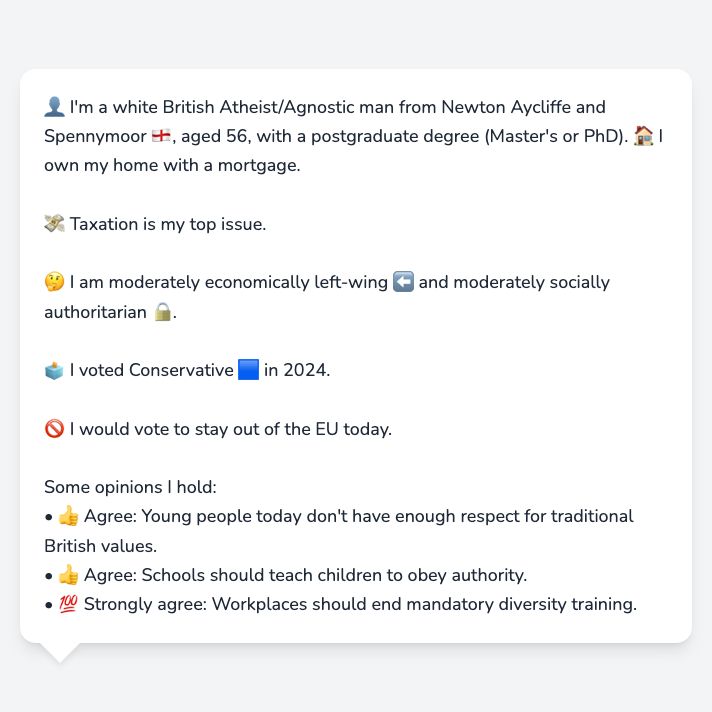 👤 I'm a white British Atheist/Agnostic man from Newton Aycliffe and
Spennymoor 🏴󠁧󠁢󠁥󠁮󠁧󠁿, aged 56, with a postgraduate degree (Master's or PhD). 🏠 I
own my home with a mortgage.
💸 Taxation is my top issue.
🤔 I am moderately economically left-wing ⬅️ and moderately socially
authoritarian 🔒.
🗳️ I voted Conservative 🟦 in 2024.
🚫 I would vote to stay out of the EU today.
Some opinions I hold:
• 👍 Agree: Young people today don't have enough respect for traditional
British values.
• 👍 Agree: Schools should teach children to obey authority.
• 💯 Strongly agree: Workplaces should end mandatory diversity training.